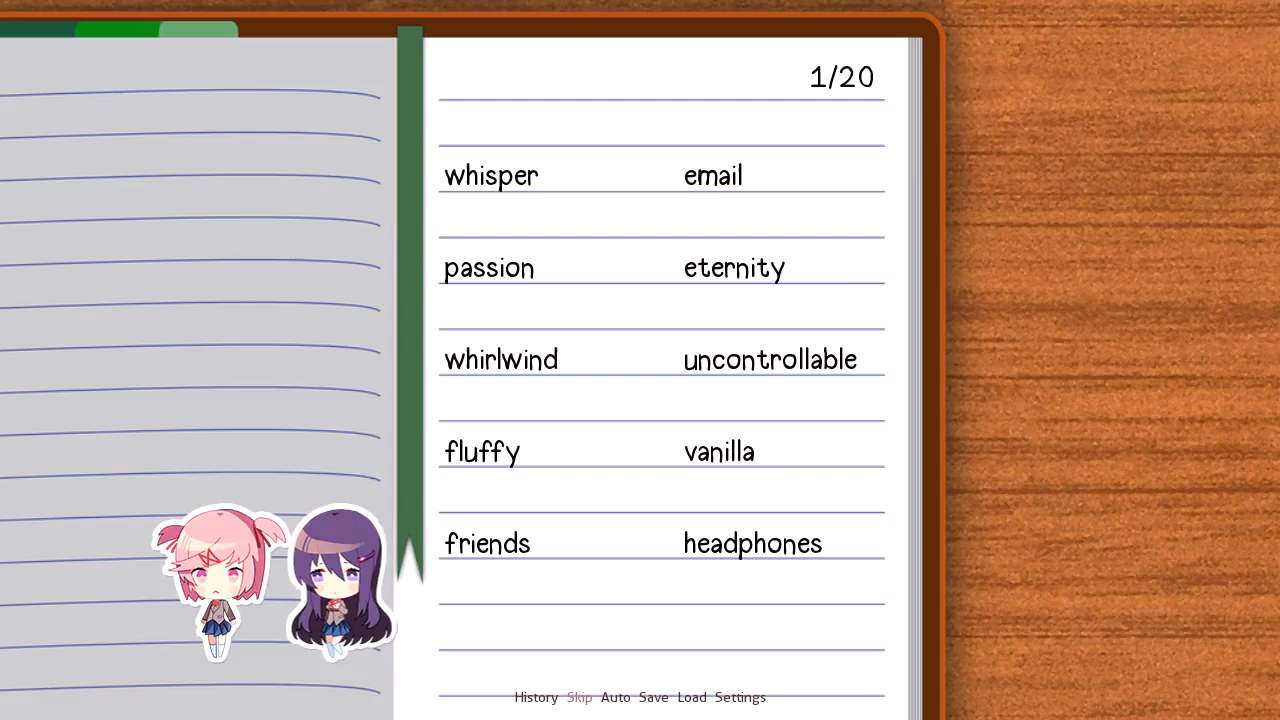 1/20
whisper email
passion eternity
whirlwind uncontrollable
fluffy vanilla
friends headphones
History Skip Auto Save Load Settings